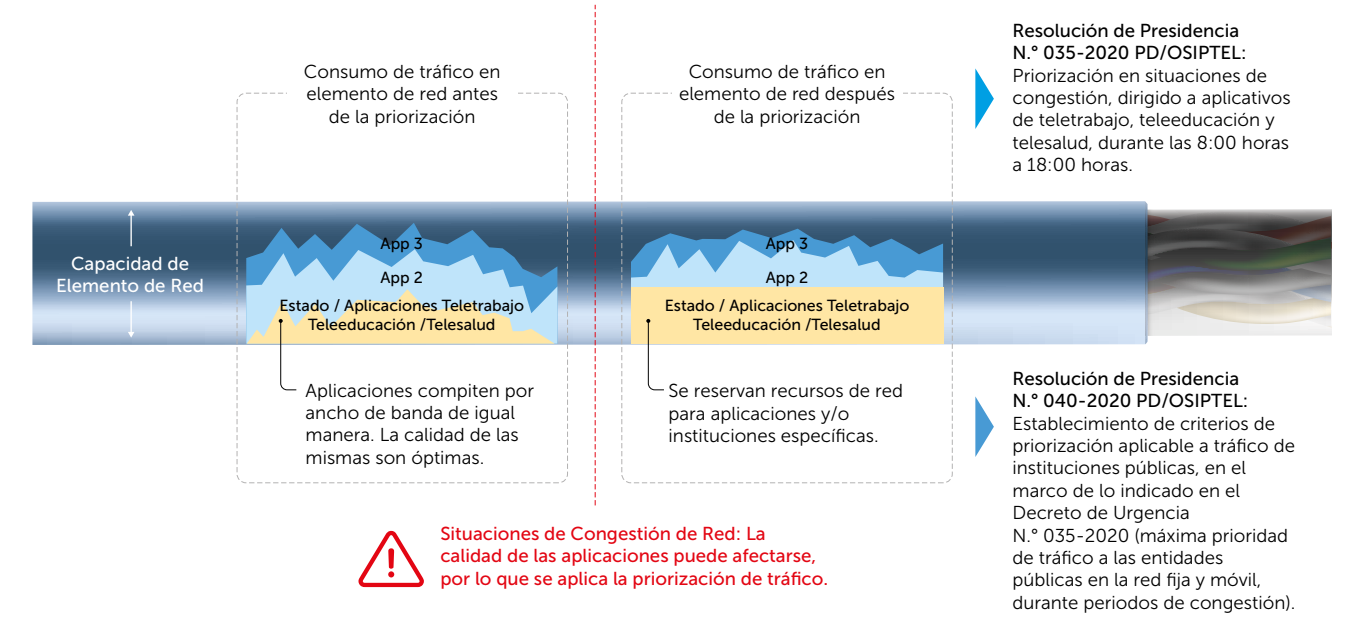 Consumo de tráfico en
elemento de red antes
de la priorización
Consumo de tráfico en
elemento de red después
de la priorización
Resolución de Presidencia
N.° 035-2020 PD/OSIPTEL:
Priorización en situaciones de
congestión, dirigido a aplicativos
de teletrabajo, teleeducación y
telesalud, durante las 8:00 horas
a 18:00 horas.
Capacidad de
Elemento de Red
App 3
App 2
Estado / Aplicaciones Teletrabajo
Teleeducación /Telesalud
App 3
App 2
Estado / Aplicaciones Teletrabajo
Teleeducación /Telesalud
Aplicaciones compiten por
ancho de banda de igual
manera. La calidad de las
mismas son óptimas.
Se reservan recursos de red
para aplicaciones y/o
instituciones específicas.
Resolución de Presidencia
N.° 040-2020 PD/OSIPTEL:
Establecimiento de criterios de
priorización aplicable a tráfico de
instituciones públicas, en el
marco de lo indicado en el
Decreto de Urgencia
N.° 035-2020 (máxima prioridad
de tráfico a las entidades
públicas en la red fija y móvil,
durante periodos de congestión).
Situaciones de Congestión de Red: La
calidad de las aplicaciones puede afectarse,
por lo que se aplica la priorización de tráfico.